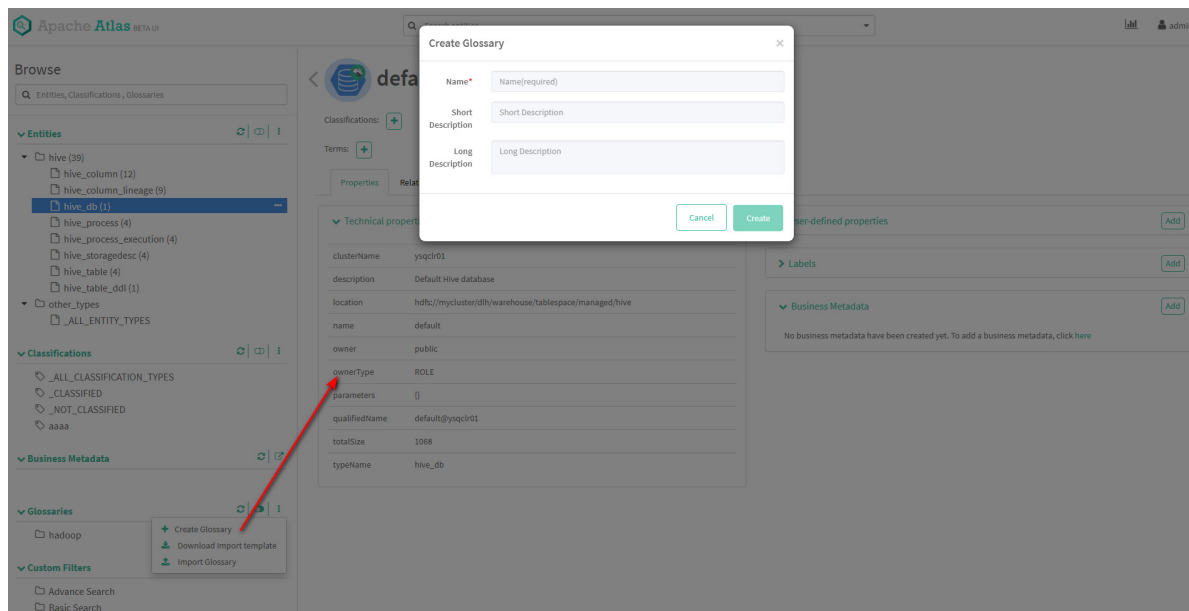 Apache Atlas BETA UI
admi
Browse
Entities, Classifications , Glossaries
Entities
hive (39)
hive_column (12)
hive_column_lineage (9)
hive_db (1)
hive_process (4)
hive_process_execution (4)
hive_storagedesc (4)
hive_table (4)
hive_table_ddl (1)
other_types
_ALL_ENTITY_TYPES
Classifications
_ALL_CLASSIFICATION_TYPES
_CLASSIFIED
_NOT_CLASSIFIED
aaaa
Business Metadata
Glossaries
hadoop
Create Glossary
Download Import template
Import Glossary
Custom Filters
Advance Search
Basic Search
defa
Classifications:
Terms:
Properties Relat
Technical propert
clusterName ysqclr01
description Default Hive database
location hdfs://mycluster/dlh/warehouse/tablespace/managed/hive
name default
owner public
ownerType ROLE
parameters {}
qualifiedName default@ysqclr01
totalSize 1068
typeName hive_db
Create Glossary ×
Name* Name(required)
Short Description Short Description
Long Description Long Description
Cancel Create
ser-defined properties Add
Labels Add
Business Metadata Add
No business metadata have been created yet. To add a business metadata, click here